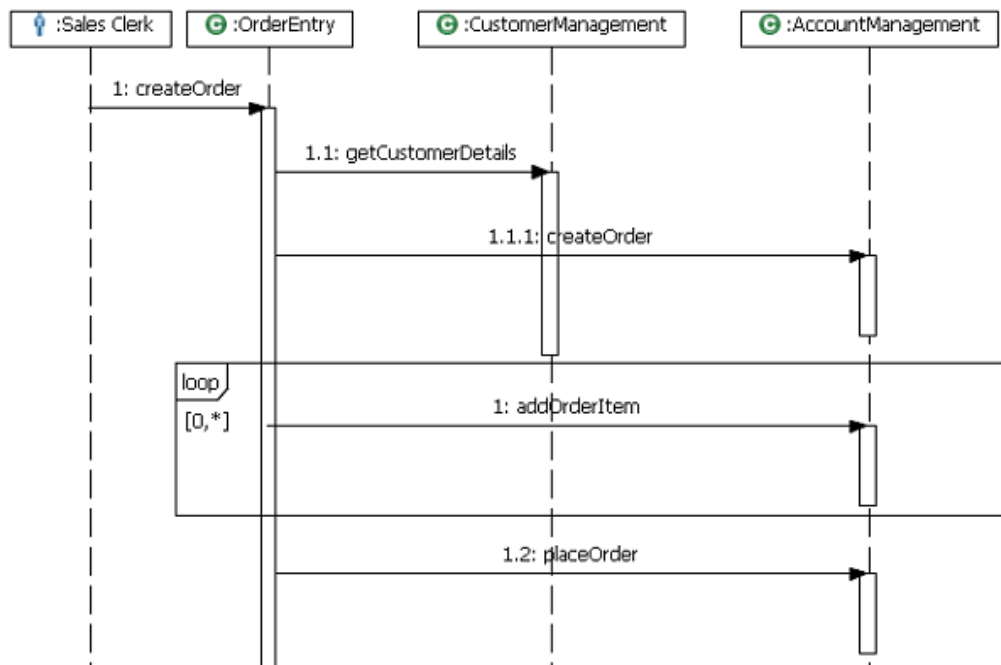 :Sales Clerk
:OrderEntry
:CustomerManagement
:AccountManagement
1: createOrder
1.1: getCustomerDetails
1.1.1: createOrder
loop
[0,*]
1: addOrderItem
1.2: placeOrder